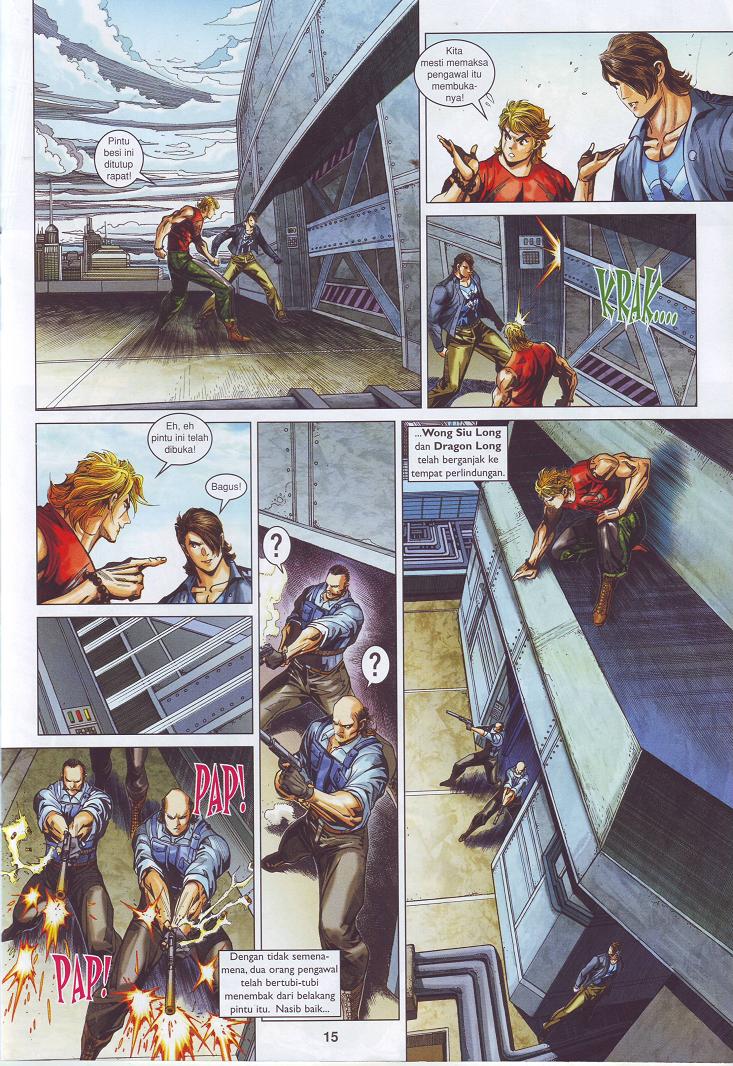 Pintu
besi ini
ditutup
rapat!
Kita
mesti memaksa
pengawal itu
membuka-
nya!
KRAK....
Eh, eh
pintu ini telah
dibuka!
Bagus!
PAP!
PAP!
?
?
Dengan tidak semena-
mena, dua orang pengawal
telah bertubi-tubi
menembak dari belakang
pintu itu. Nasib baik...
...Wong Siu Long
dan Dragon Long
telah berganjak ke
tempat perlindungan.
15